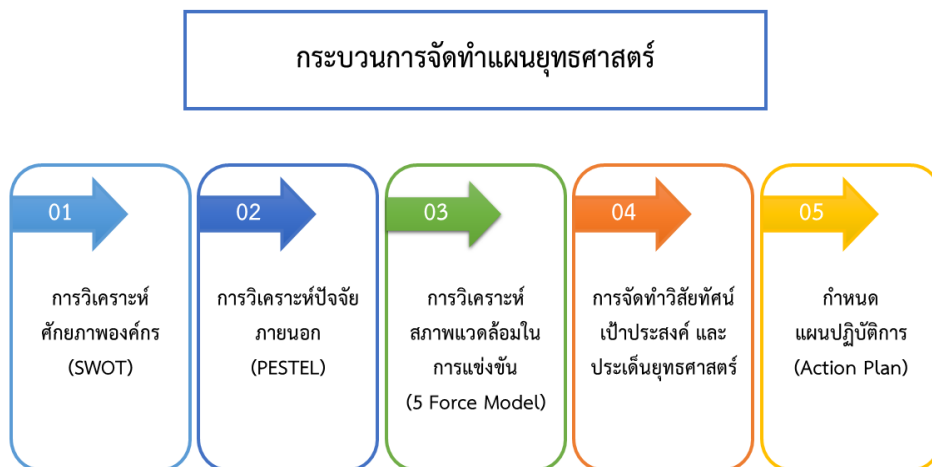 กระบวนการจัดทำแผนยุทธศาสตร์
01
การวิเคราะห์
ศักยภาพองค์กร
(SWOT)
02
การวิเคราะห์ปัจจัย
ภายนอก
(PESTEL)
03
การวิเคราะห์
สภาพแวดล้อมใน
การแข่งขัน
(5 Force Model)
04
การจัดทำวิสัยทัศน์
เป้าประสงค์ และ
ประเด็นยุทธศาสตร์
05
กำหนด
แผนปฏิบัติการ
(Action Plan)